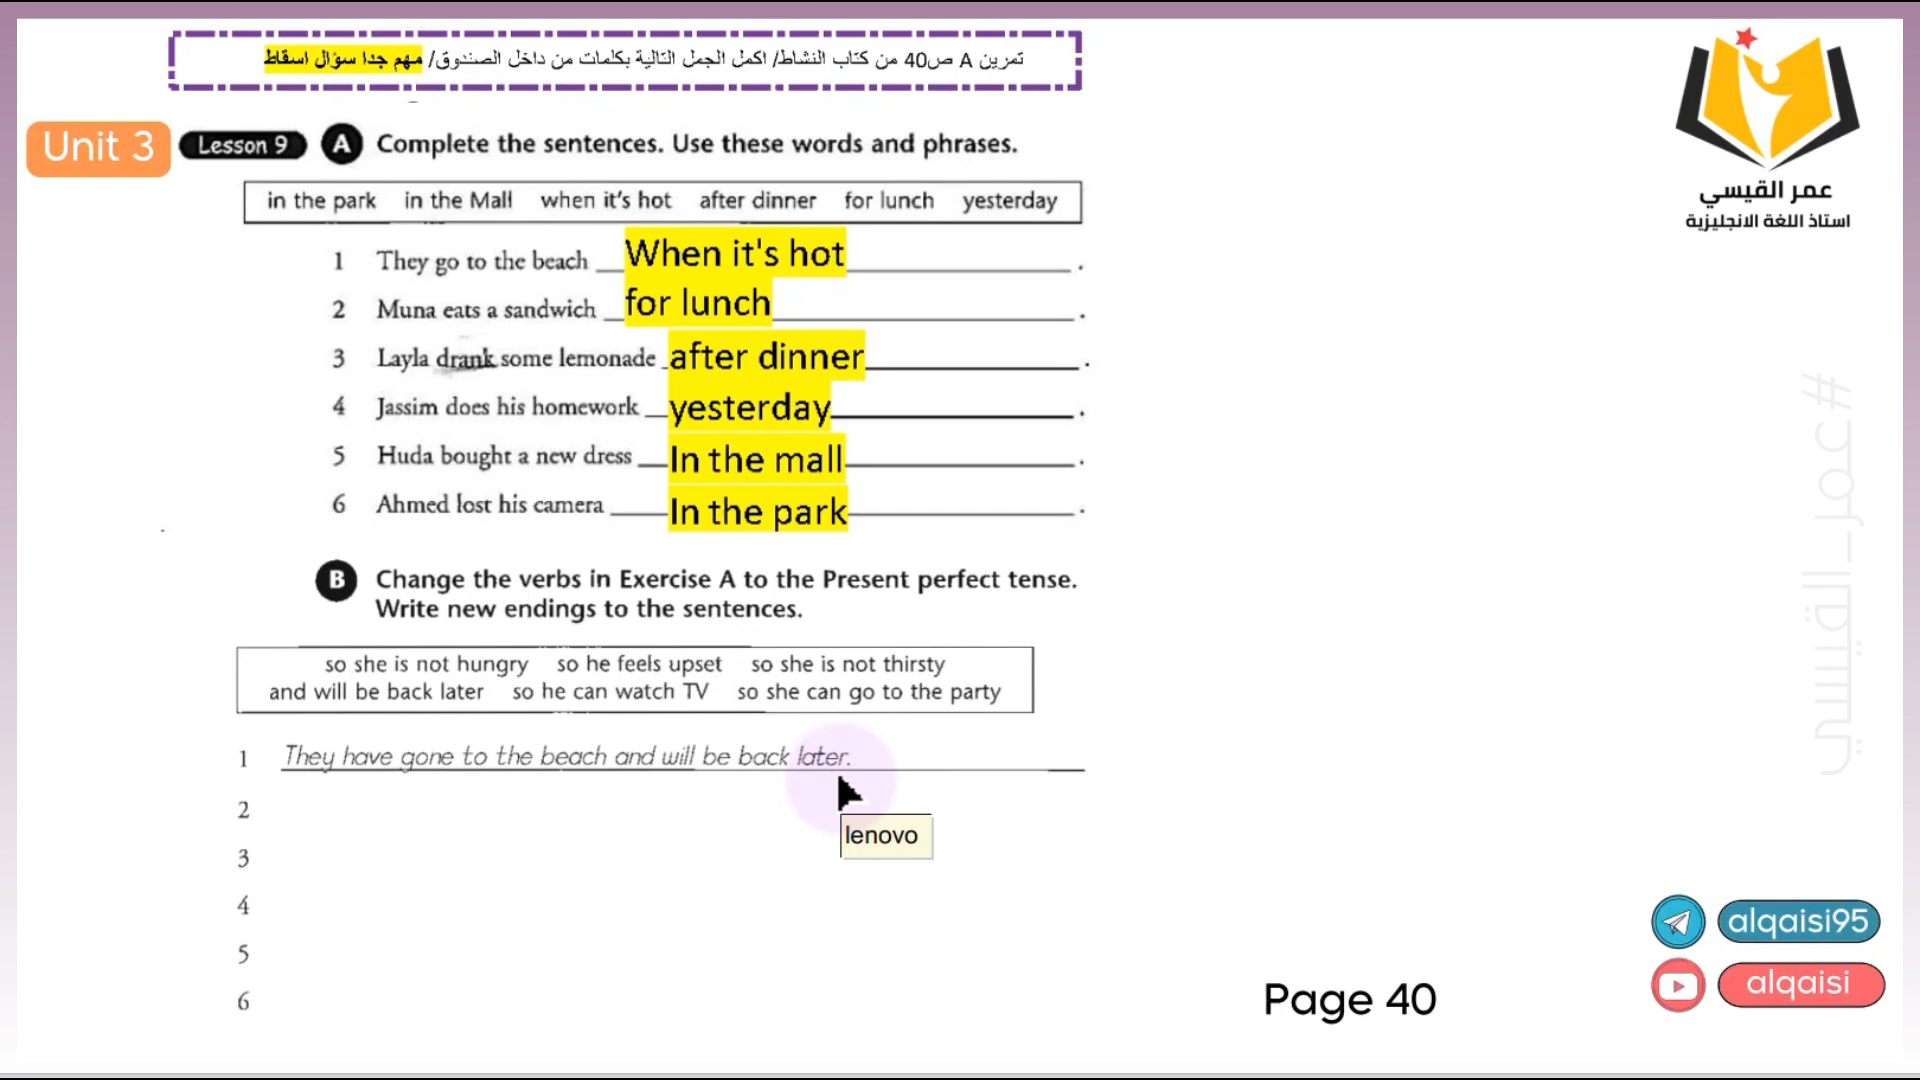 تمرين A ص40 من كتاب النشاط/ اكمل الجمل التالية بكلمات من داخل الصندوق/ مهم جدا سؤال اسقاط
Unit 3
Lesson 9 A Complete the sentences. Use these words and phrases.
in the park in the Mall when it's hot after dinner for lunch yesterday
1 They go to the beach When it's hot .
2 Muna eats a sandwich for lunch .
3 Layla drank some lemonade after dinner .
4 Jassim does his homework yesterday .
5 Huda bought a new dress In the mall .
6 Ahmed lost his camera In the park .
B Change the verbs in Exercise A to the Present perfect tense.
Write new endings to the sentences.
so she is not hungry so he feels upset so she is not thirsty
and will be back later so he can watch TV so she can go to the party
1 They have gone to the beach and will be back later.
lenovo
2
3
4
5
6
Page 40
عمر القيسي
استاذ اللغة الانجليزية
#عمر_القيسي
alqaisi95
alqaisi